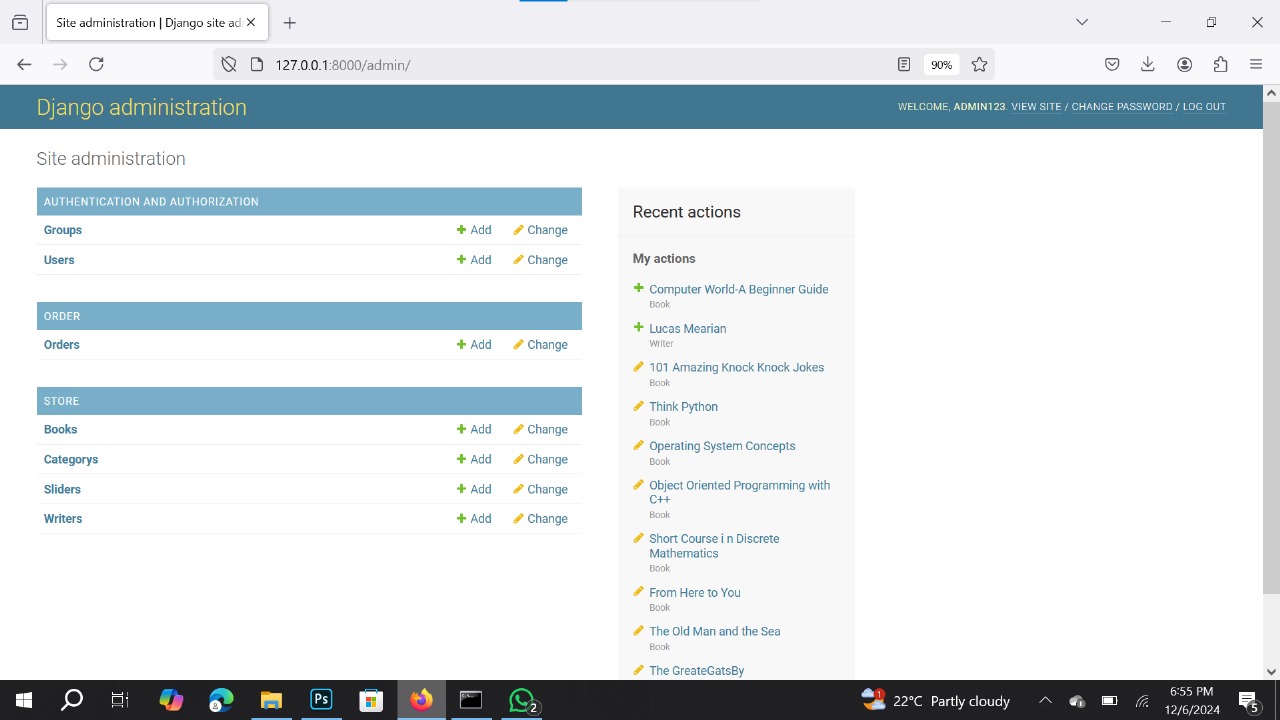 Site administration | Django site ad
127.0.0.1:8000/admin/
90%
Django administration
WELCOME, ADMIN123. VIEW SITE / CHANGE PASSWORD / LOG OUT
Site administration
AUTHENTICATION AND AUTHORIZATION
Groups Add Change
Users Add Change
ORDER
Orders Add Change
STORE
Books Add Change
Categorys Add Change
Sliders Add Change
Writers Add Change
Recent actions
My actions
Computer World-A Beginner Guide
Book
Lucas Mearian
Writer
101 Amazing Knock Knock Jokes
Book
Think Python
Book
Operating System Concepts
Book
Object Oriented Programming with
C++
Book
Short Course i n Discrete
Mathematics
Book
From Here to You
Book
The Old Man and the Sea
Book
The GreateGatsBy
Ps
2
1
22°C Partly cloudy
6:55 PM
12/6/2024
5